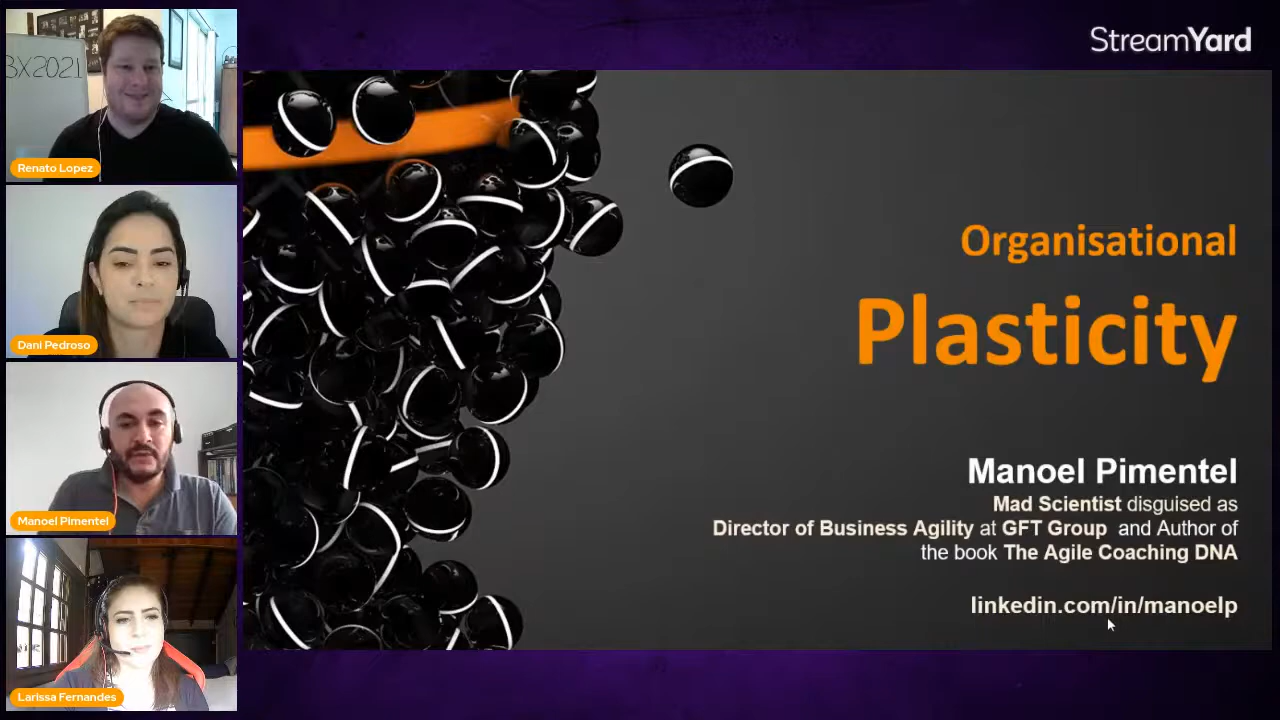 StreamYard
BX2021
Renato Lopez
Dani Pedroso
Manoel Pimentel
Larissa Fernandes
Organisational
Plasticity
Manoel Pimentel
Mad Scientist disguised as
Director of Business Agility at GFT Group and Author of
the book The Agile Coaching DNA
linkedin.com/in/manoelp